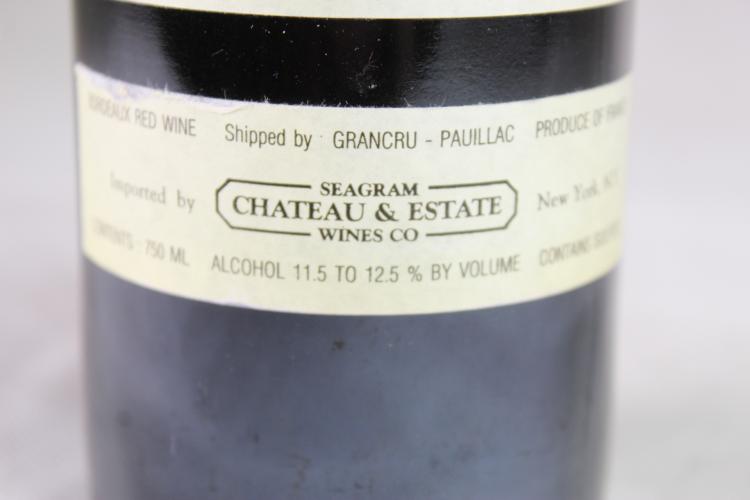 BORDEAUX RED WINE Shipped by GRANCRU - PAUILLAC PRODUCE OF FRANCE
Imported by SEAGRAM CHATEAU & ESTATE WINES CO New York, N.Y.
CONTENTS : 750 ML ALCOHOL 11.5 TO 12.5 % BY VOLUME CONTAINS